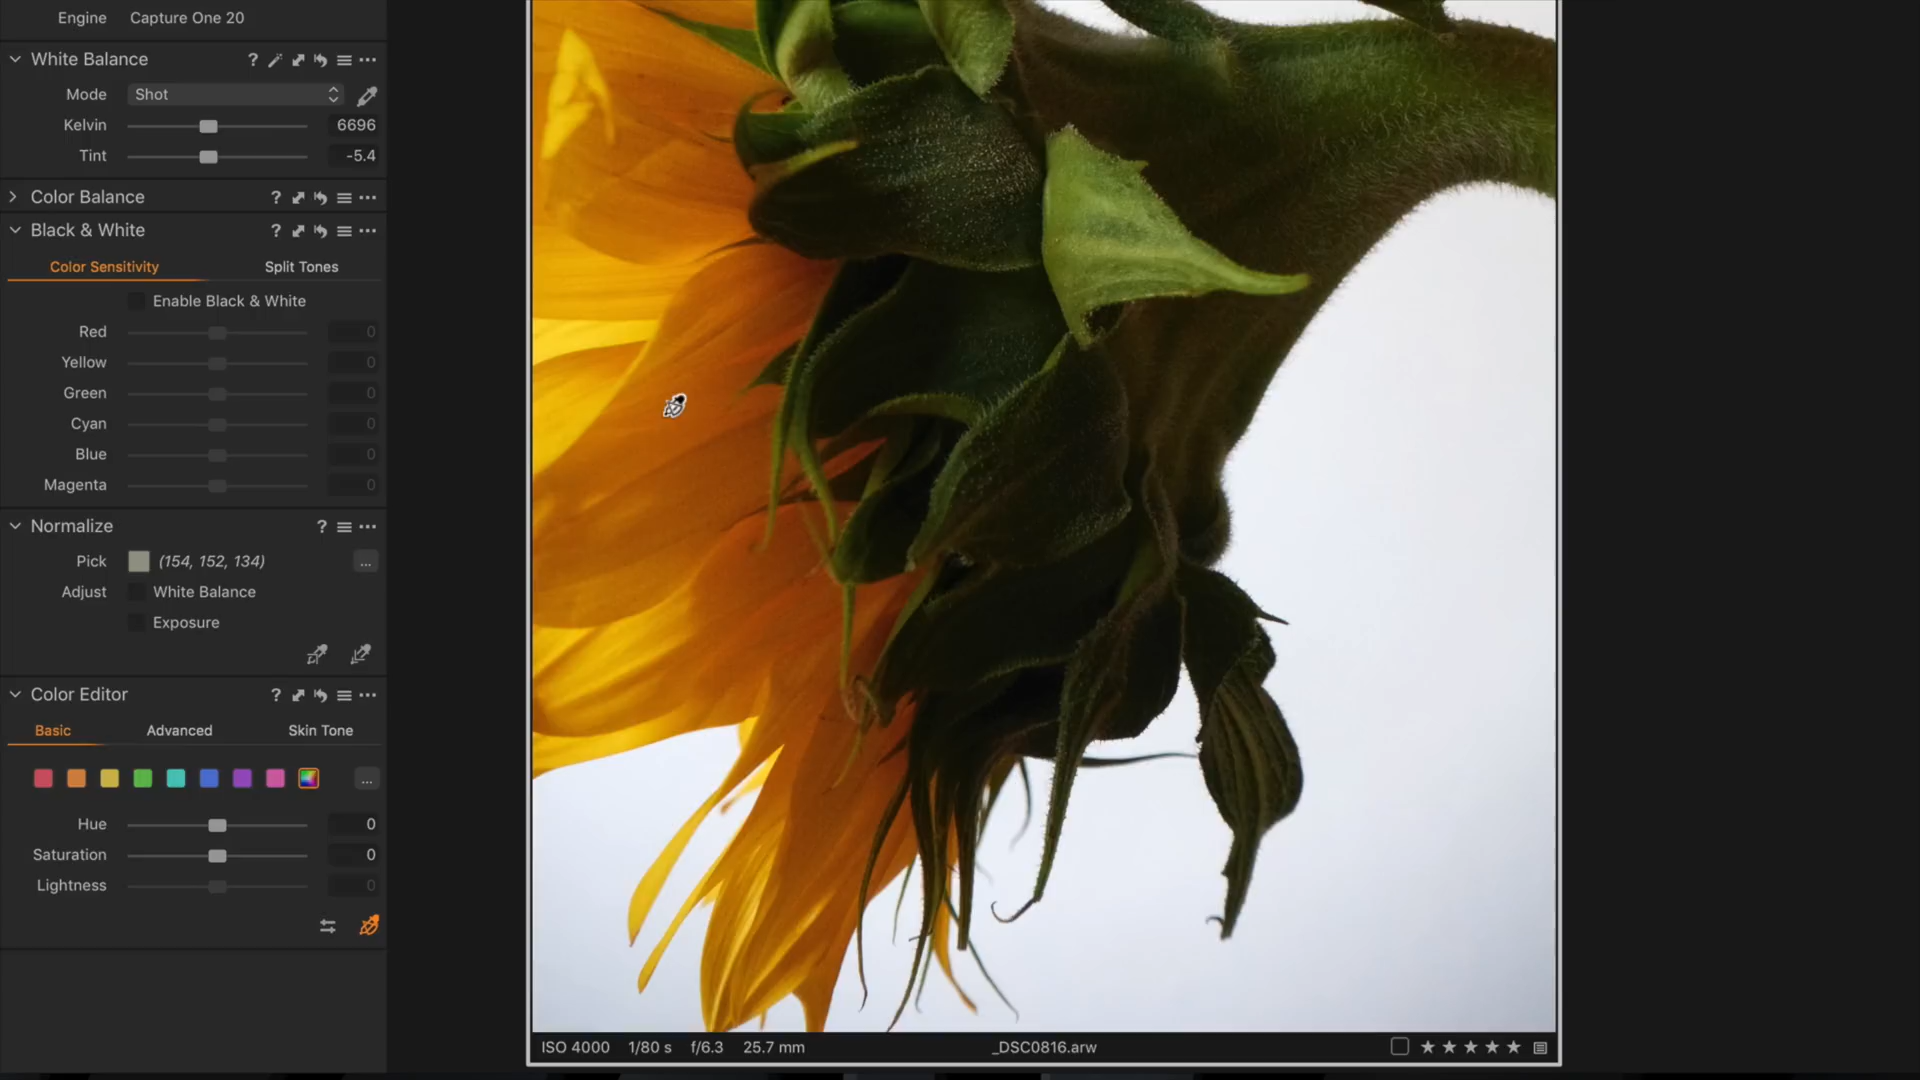 Engine Capture One 20
White Balance ?
Mode Shot
Kelvin 6696
Tint -5.4
Color Balance ?
Black & White ?
Color Sensitivity Split Tones
Enable Black & White
Red 0
Yellow 0
Green 0
Cyan 0
Blue 0
Magenta 0
Normalize ?
Pick (154, 152, 134) ...
Adjust White Balance
Exposure
Color Editor ?
Basic Advanced Skin Tone
...
Hue 0
Saturation 0
Lightness 0
ISO 4000 1/80 s f/6.3 25.7 mm _DSC0816.arw